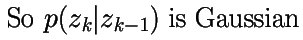 So p(z_k|z_{k−1}) is Gaussian